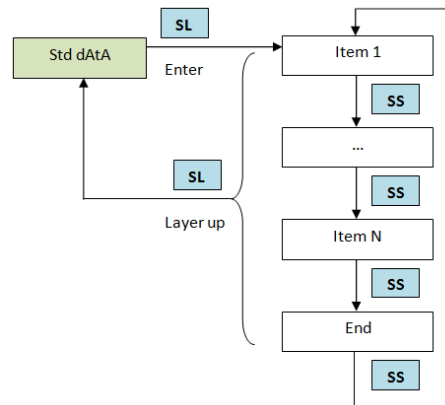 SL
Std dAtA
Item 1
Enter
SS
...
SL
SS
Layer up
Item N
SS
End
SS